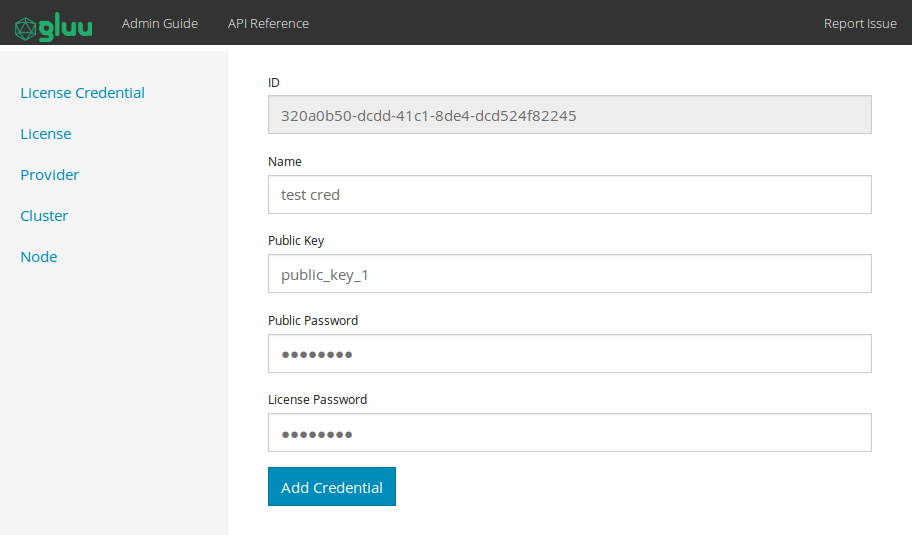 gluu Admin Guide API Reference Report Issue
License Credential
License
Provider
Cluster
Node
ID
320a0b50-dcdd-41c1-8de4-dcd524f82245
Name
test cred
Public Key
public_key_1
Public Password
●●●●●●●●
License Password
●●●●●●●●
Add Credential